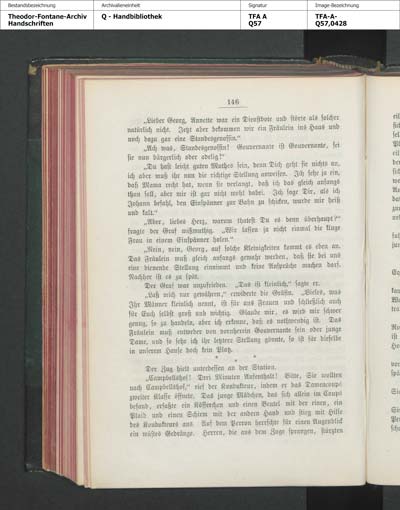 Bestandsbezeichnung
Archivalieneinheit
Signatur
Image-Bezeichnung
Theodor-Fontane-Archiv
Handschriften
Q - Handbibliothek
TFA A
Q57
TFA-A-
Q57,0428
146
„Lieber Georg, Annette war ein Dienstbote und störte als solcher
natürlich nicht. Jetzt aber bekommen wir ein Fräulein ins Haus und
noch dazu gar eine Standesgenossin.“
„Ach was, Standesgenossin! Gouvernante ist Gouvernante, sei
sie nun bürgerlich oder adelig!“
„Du hast leicht guten Muthes sein, denn Dich geht sie nichts an,
ich aber muß ihr nun die richtige Stellung anweisen. Ich sehe ja ein,
daß Mama recht hat, wenn sie verlangt, daß ich das gleich anfangs
thun soll, aber mir ist gar nicht wohl dabei. Ich sage Dir, als ich
Johann befahl, den Einspänner zur Bahn zu schicken, wurde mir heiß
und kalt.“
„Aber, liebes Herz, warum thatest Du es denn überhaupt?“
fragte der Graf mißmuthig. „Wir lassen ja nicht einmal die kluge
Frau in einem Einspänner holen.“
„Nein, nein, Georg, auf solche Kleinigkeiten kommt es eben an.
Das Fräulein muß gleich anfangs gewahr werden, daß sie bei uns
eine dienende Stellung einnimmt und keine Ansprüche machen darf.
Nachher ist es zu spät.“
Der Graf war unzufrieden. „Das ist kleinlich,“ sagte er.
„Laß mich nur gewähren,“ erwiderte die Gräfin. „Vieles, was
Ihr Männer kleinlich nennt, ist für uns Frauen und schließlich auch
für Euch selbst groß und wichtig. Glaube mir, es wird mir schwer
genug, so zu handeln, aber ich erkenne, daß es nothwendig ist. Das
Fräulein muß entweder von vornherein Gouvernante sein oder junge
Dame, und so sehr ich ihr letztere Stellung gönnte, so ist für dieselbe
in unserem Hause doch kein Platz.“
* * *
Der Zug hielt unterdessen an der Station.
„Campbellshof! Drei Minuten Aufenthalt! Bitte, Sie wollten
nach Campbellshof,“ rief der Kondukteur, indem er das Damencoupé
zweiter Klasse öffnete. Das junge Mädchen, das sich allein im Coupé
befand, erfaßte ein Köfferchen und einen Beutel mit der einen, ein
Plaid und einen Schirm mit der andern Hand und stieg mit Hilfe
des Kondukteurs aus. Auf dem Perron herrschte für einen Augenblick
ein wüstes Gedränge. Herren, die aus dem Zuge sprangen, stürzten